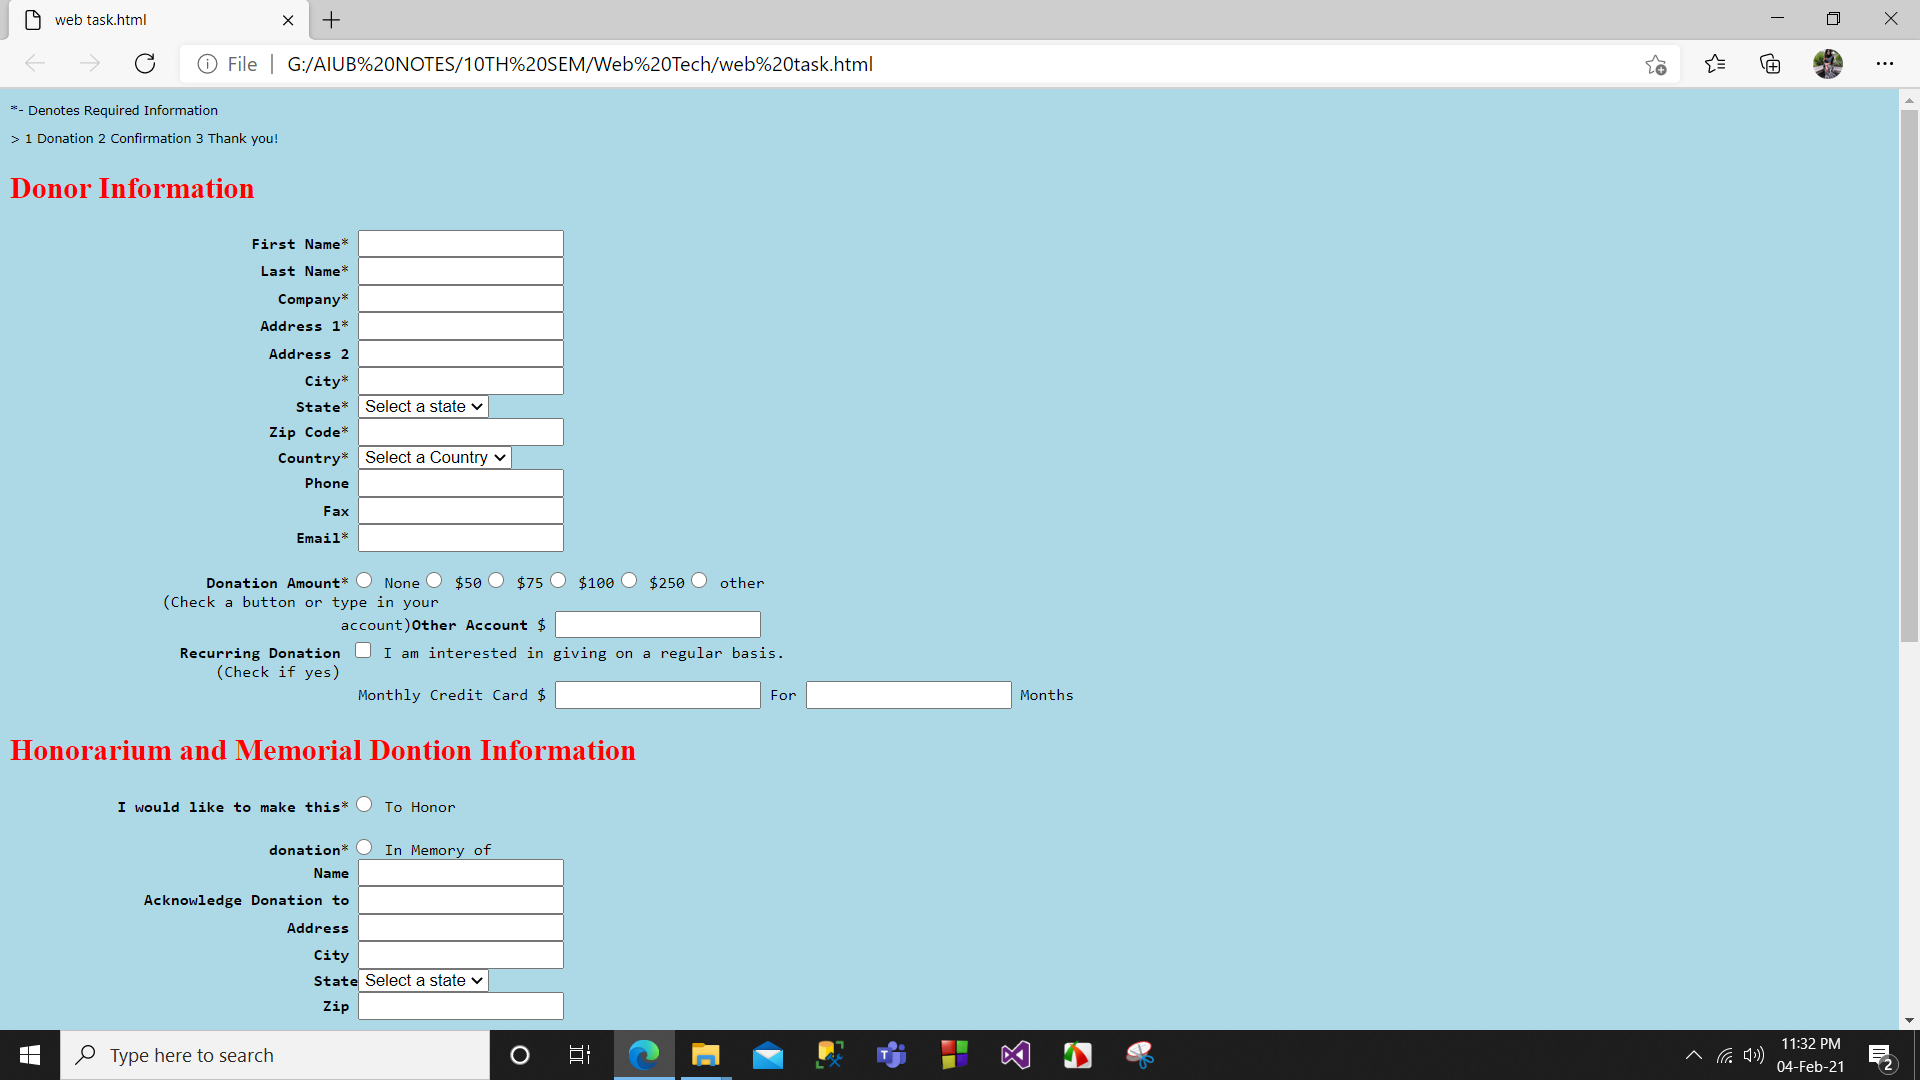 web task.html
File | G:/AIUB%20NOTES/10TH%20SEM/Web%20Tech/web%20task.html
*- Denotes Required Information
> 1 Donation 2 Confirmation 3 Thank you!
Donor Information
First Name*
Last Name*
Company*
Address 1*
Address 2
City*
State* Select a state
Zip Code*
Country* Select a Country
Phone
Fax
Email*
Donation Amount* None $50 $75 $100 $250 other
(Check a button or type in your
account)Other Account $
Recurring Donation I am interested in giving on a regular basis.
(Check if yes)
Monthly Credit Card $ For Months
Honorarium and Memorial Dontion Information
I would like to make this* To Honor
donation* In Memory of
Name
Acknowledge Donation to
Address
City
State Select a state
Zip
Type here to search
11:32 PM
04-Feb-21
2